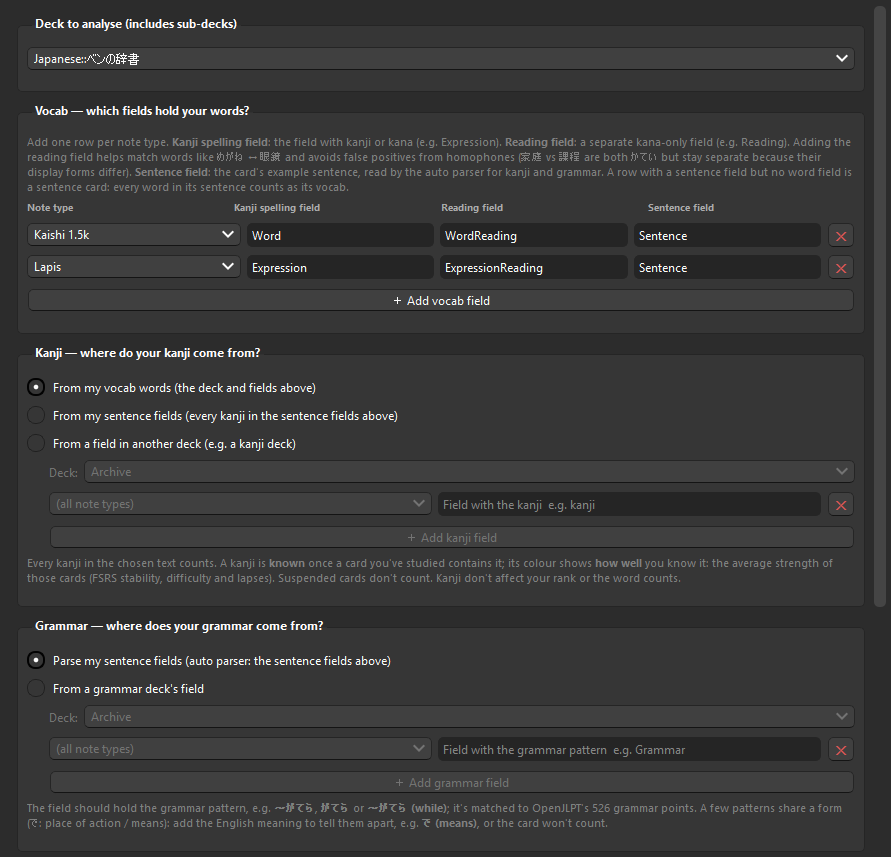 Deck to analyse (includes sub-decks)
Japanese::ベンの辞書
Vocab — which fields hold your words?
Add one row per note type. Kanji spelling field: the field with kanji or kana (e.g. Expression). Reading field: a separate kana-only field (e.g. Reading). Adding the
reading field helps match words like めがね ↔ 眼鏡 and avoids false positives from homophones (家庭 vs 課程 are both かてい but stay separate because their
display forms differ). Sentence field: the card's example sentence, read by the auto parser for kanji and grammar. A row with a sentence field but no word field is
a sentence card: every word in its sentence counts as its vocab.
Note type Kanji spelling field Reading field Sentence field
Kaishi 1.5k Word WordReading Sentence
Lapis Expression ExpressionReading Sentence
+ Add vocab field
Kanji — where do your kanji come from?
From my vocab words (the deck and fields above)
From my sentence fields (every kanji in the sentence fields above)
From a field in another deck (e.g. a kanji deck)
Deck: Archive
(all note types) Field with the kanji e.g. kanji
+ Add kanji field
Every kanji in the chosen text counts. A kanji is known once a card you've studied contains it; its colour shows how well you know it: the average strength of
those cards (FSRS stability, difficulty and lapses). Suspended cards don't count. Kanji don't affect your rank or the word counts.
Grammar — where does your grammar come from?
Parse my sentence fields (auto parser: the sentence fields above)
From a grammar deck's field
Deck: Archive
(all note types) Field with the grammar pattern e.g. Grammar
+ Add grammar field
The field should hold the grammar pattern, e.g. 〜がてら, がてら or 〜がてら (while); it's matched to OpenJLPT's 526 grammar points. A few patterns share a form
(で: place of action / means): add the English meaning to tell them apart, e.g. で (means), or the card won't count.